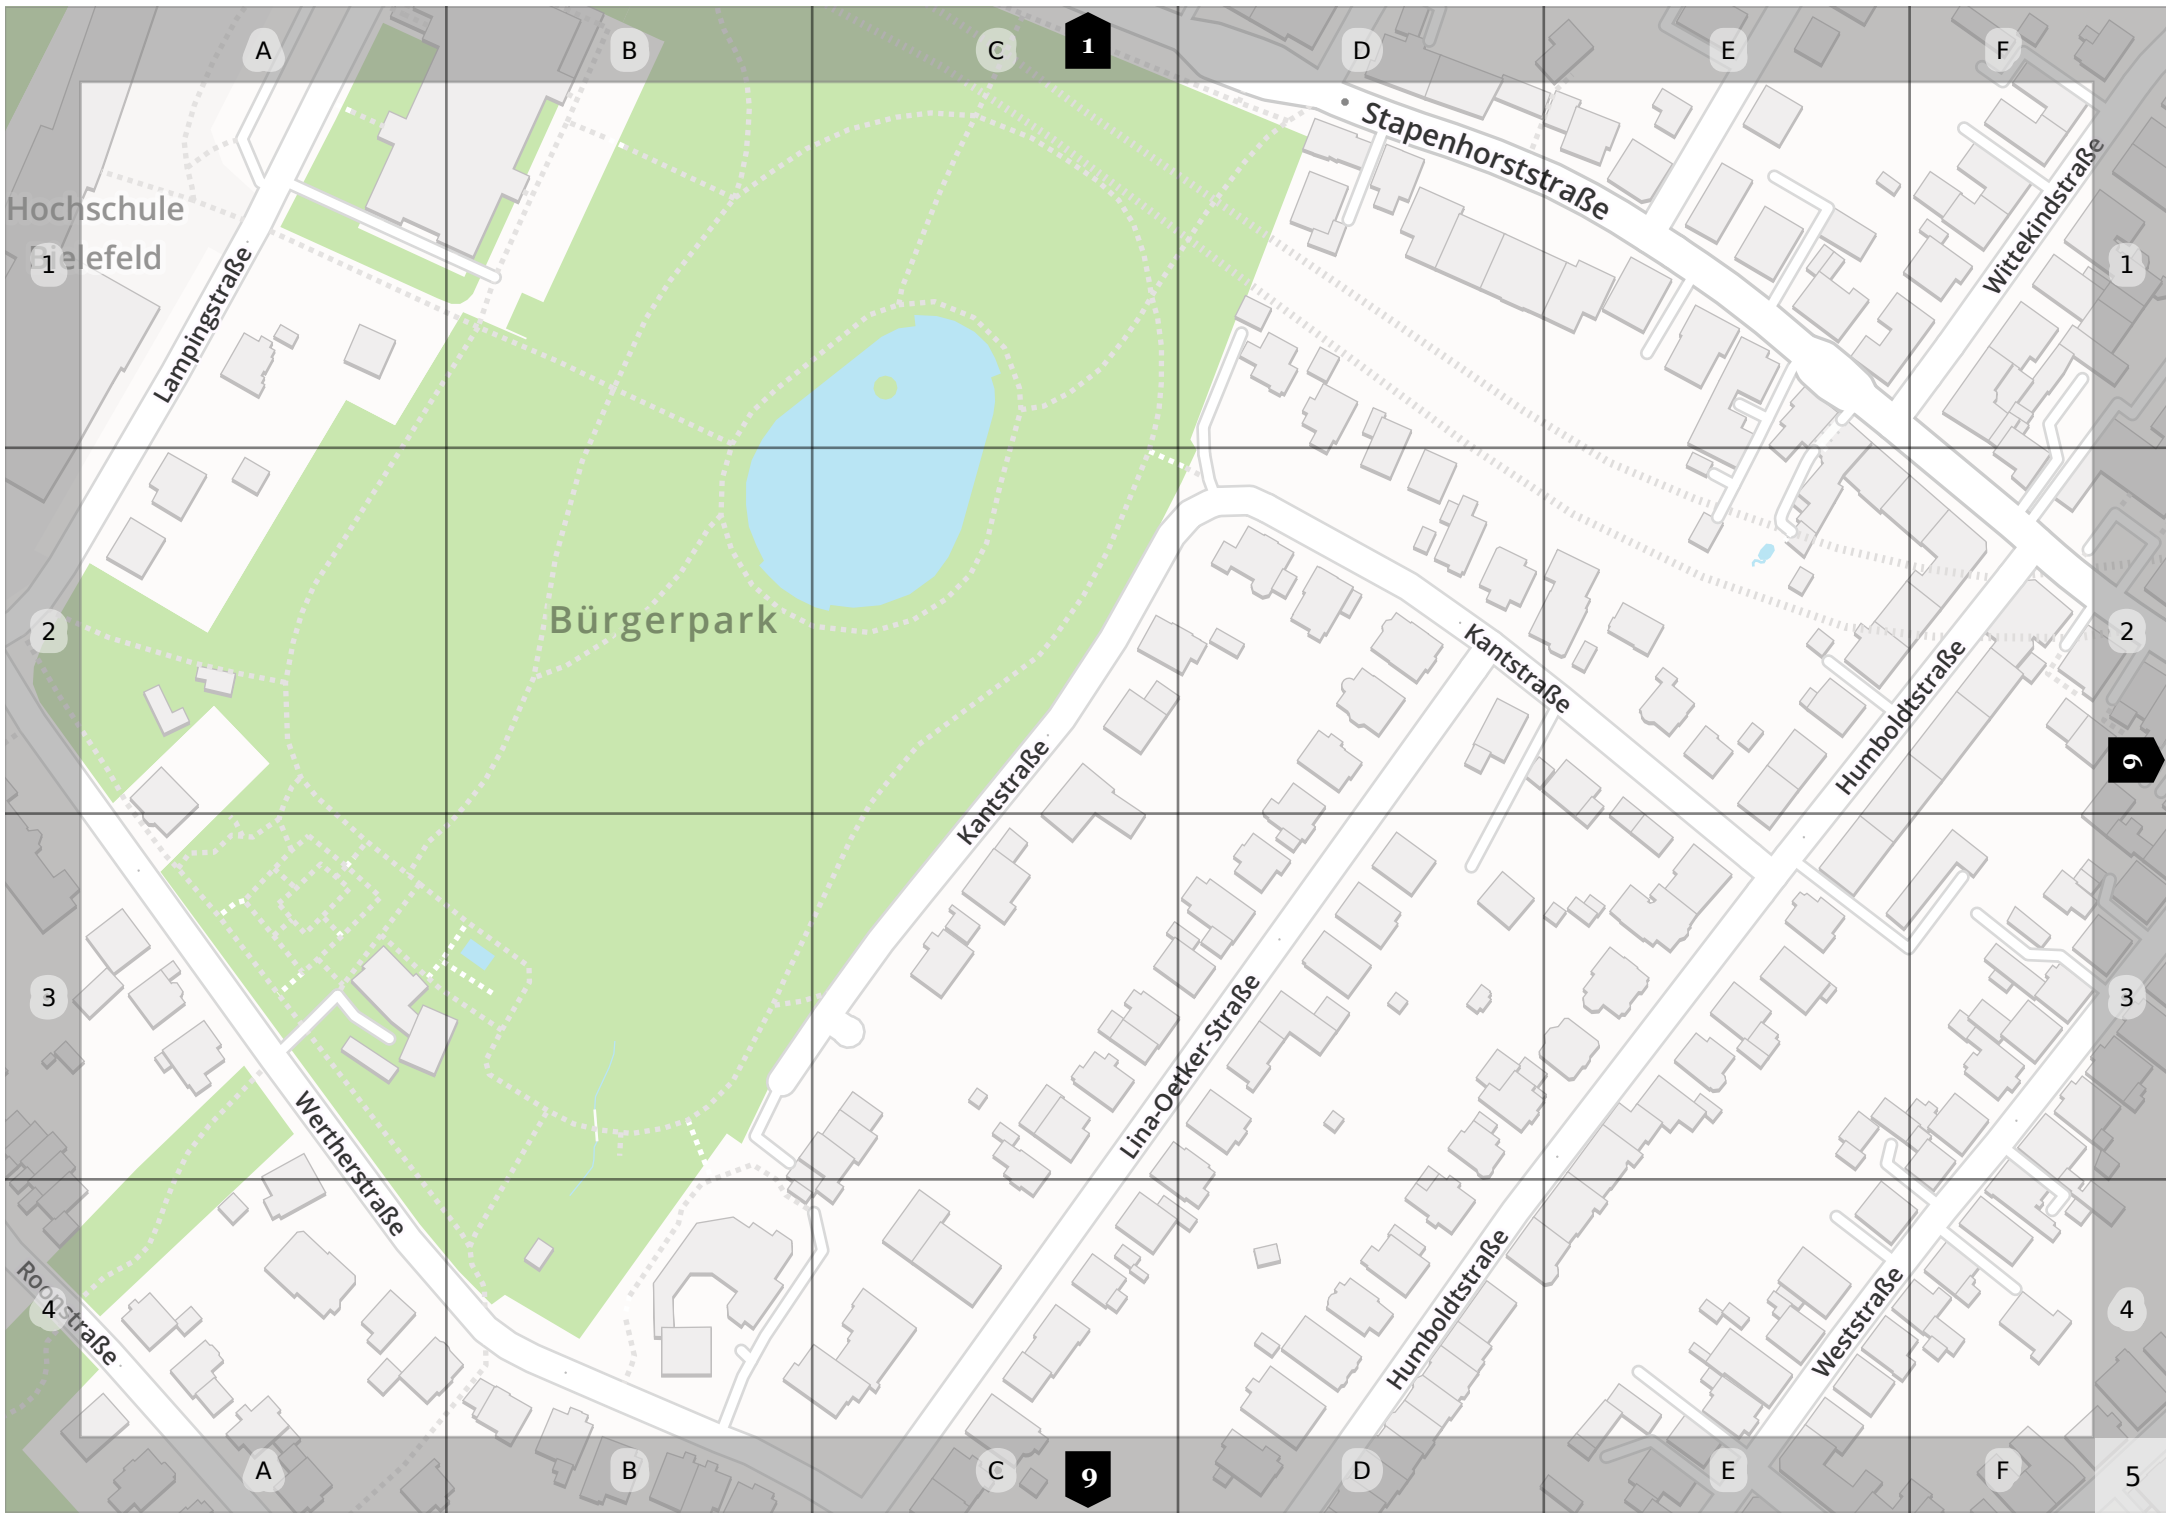 A
B
C
1
D
E
F
Stapenhorststraße
Hochschule
Bielefeld
1
Lampingstraße
Wittekindstraße
1
2
Bürgerpark
Kantstraße
Humboldtstraße
2
6
Kantstraße
3
Lina-Oetker-Straße
3
Wertherstraße
Roonstraße
4
Humboldtstraße
Weststraße
4
A
B
C
9
D
E
F
5